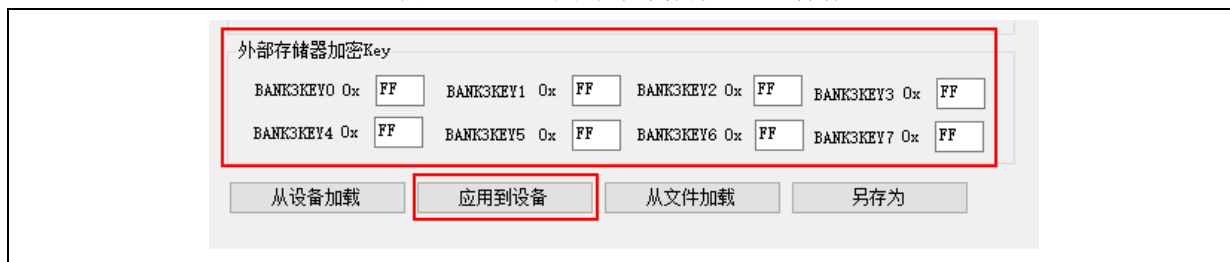 外部存储器加密Key
BANK3KEY0 0x FF BANK3KEY1 0x FF BANK3KEY2 0x FF BANK3KEY3 0x FF
BANK3KEY4 0x FF BANK3KEY5 0x FF BANK3KEY6 0x FF BANK3KEY7 0x FF
从设备加载 应用到设备 从文件加载 另存为